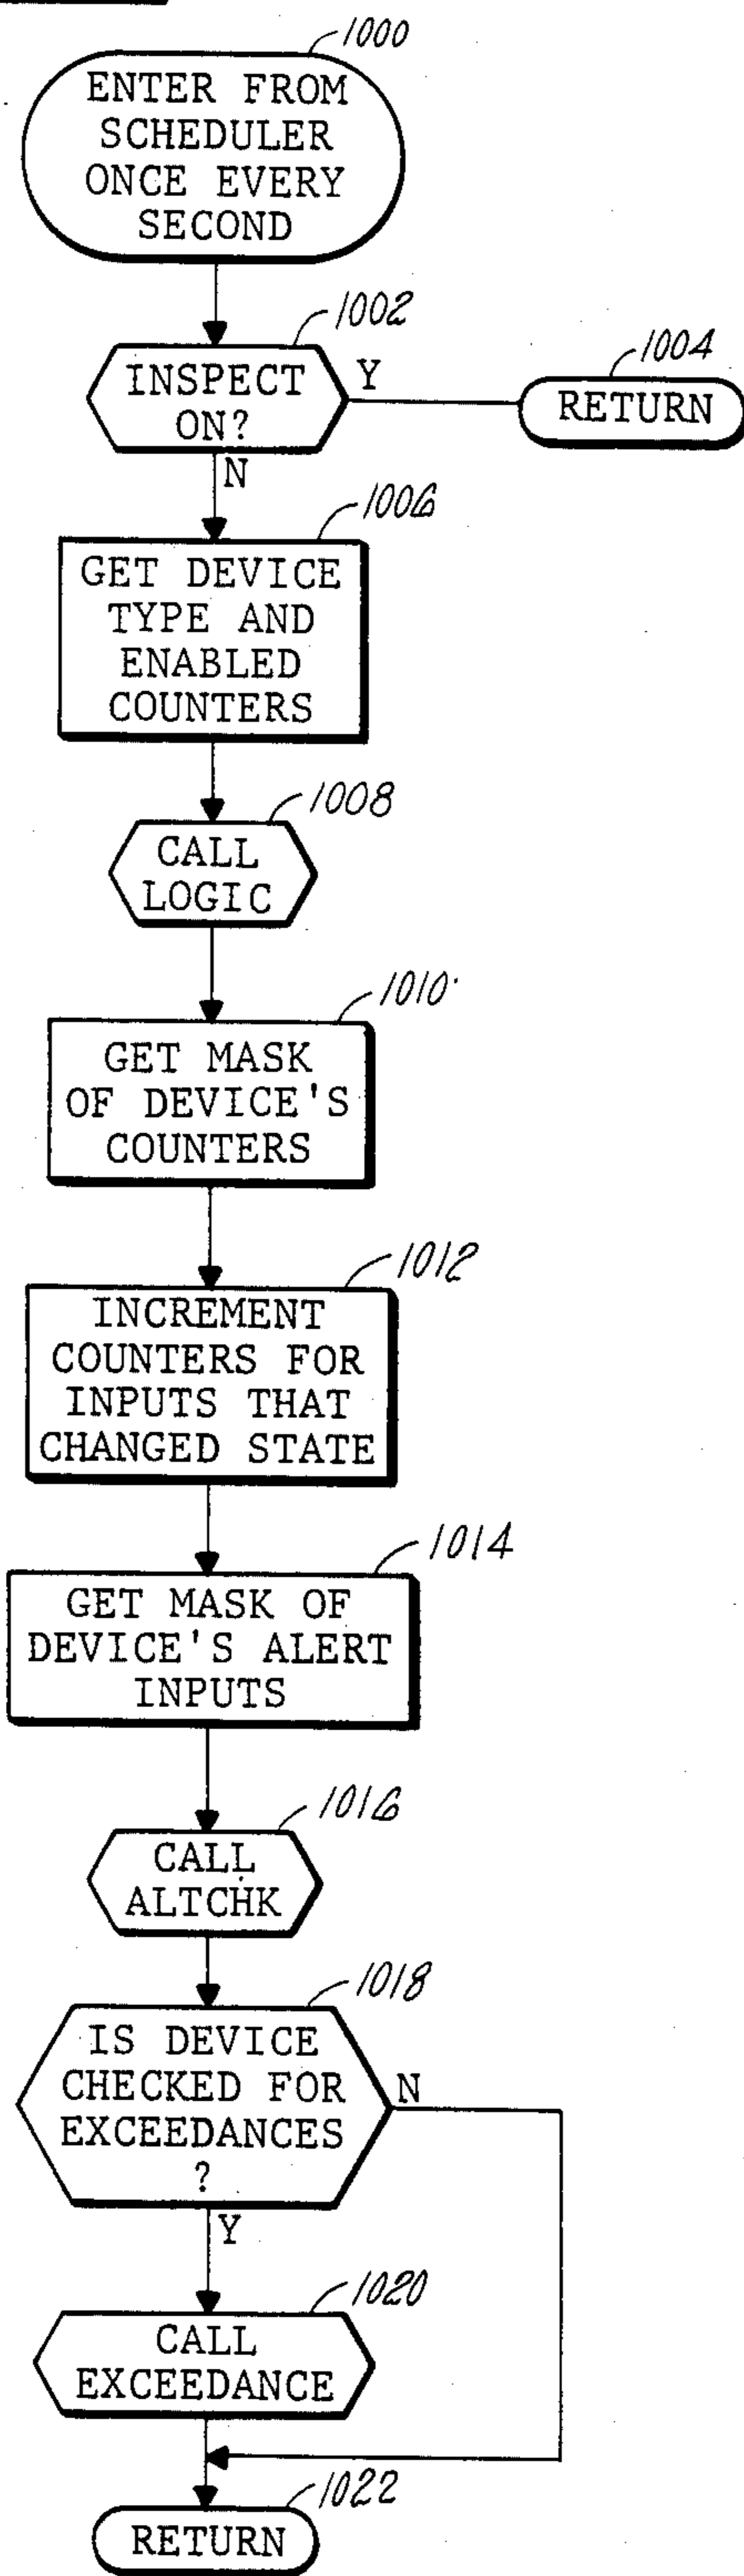 1000
ENTER FROM
SCHEDULER
ONCE EVERY
SECOND
1002
INSPECT
ON?
Y
1004
RETURN
N
1006
GET DEVICE
TYPE AND
ENABLED
COUNTERS
1008
CALL
LOGIC
1010
GET MASK
OF DEVICE'S
COUNTERS
1012
INCREMENT
COUNTERS FOR
INPUTS THAT
CHANGED STATE
1014
GET MASK OF
DEVICE'S ALERT
INPUTS
1016
CALL
ALTCHK
1018
IS DEVICE
CHECKED FOR
EXCEEDANCES
?
N
Y
1020
CALL
EXCEEDANCE
1022
RETURN